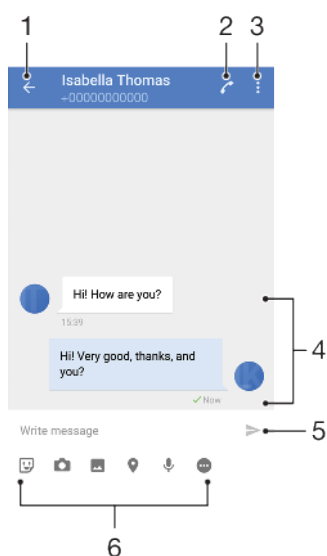 1 2 3
Isabella Thomas
+00000000000
Hi! How are you?
15:39
4
Hi! Very good, thanks, and
you?
Now
Write message
5
6